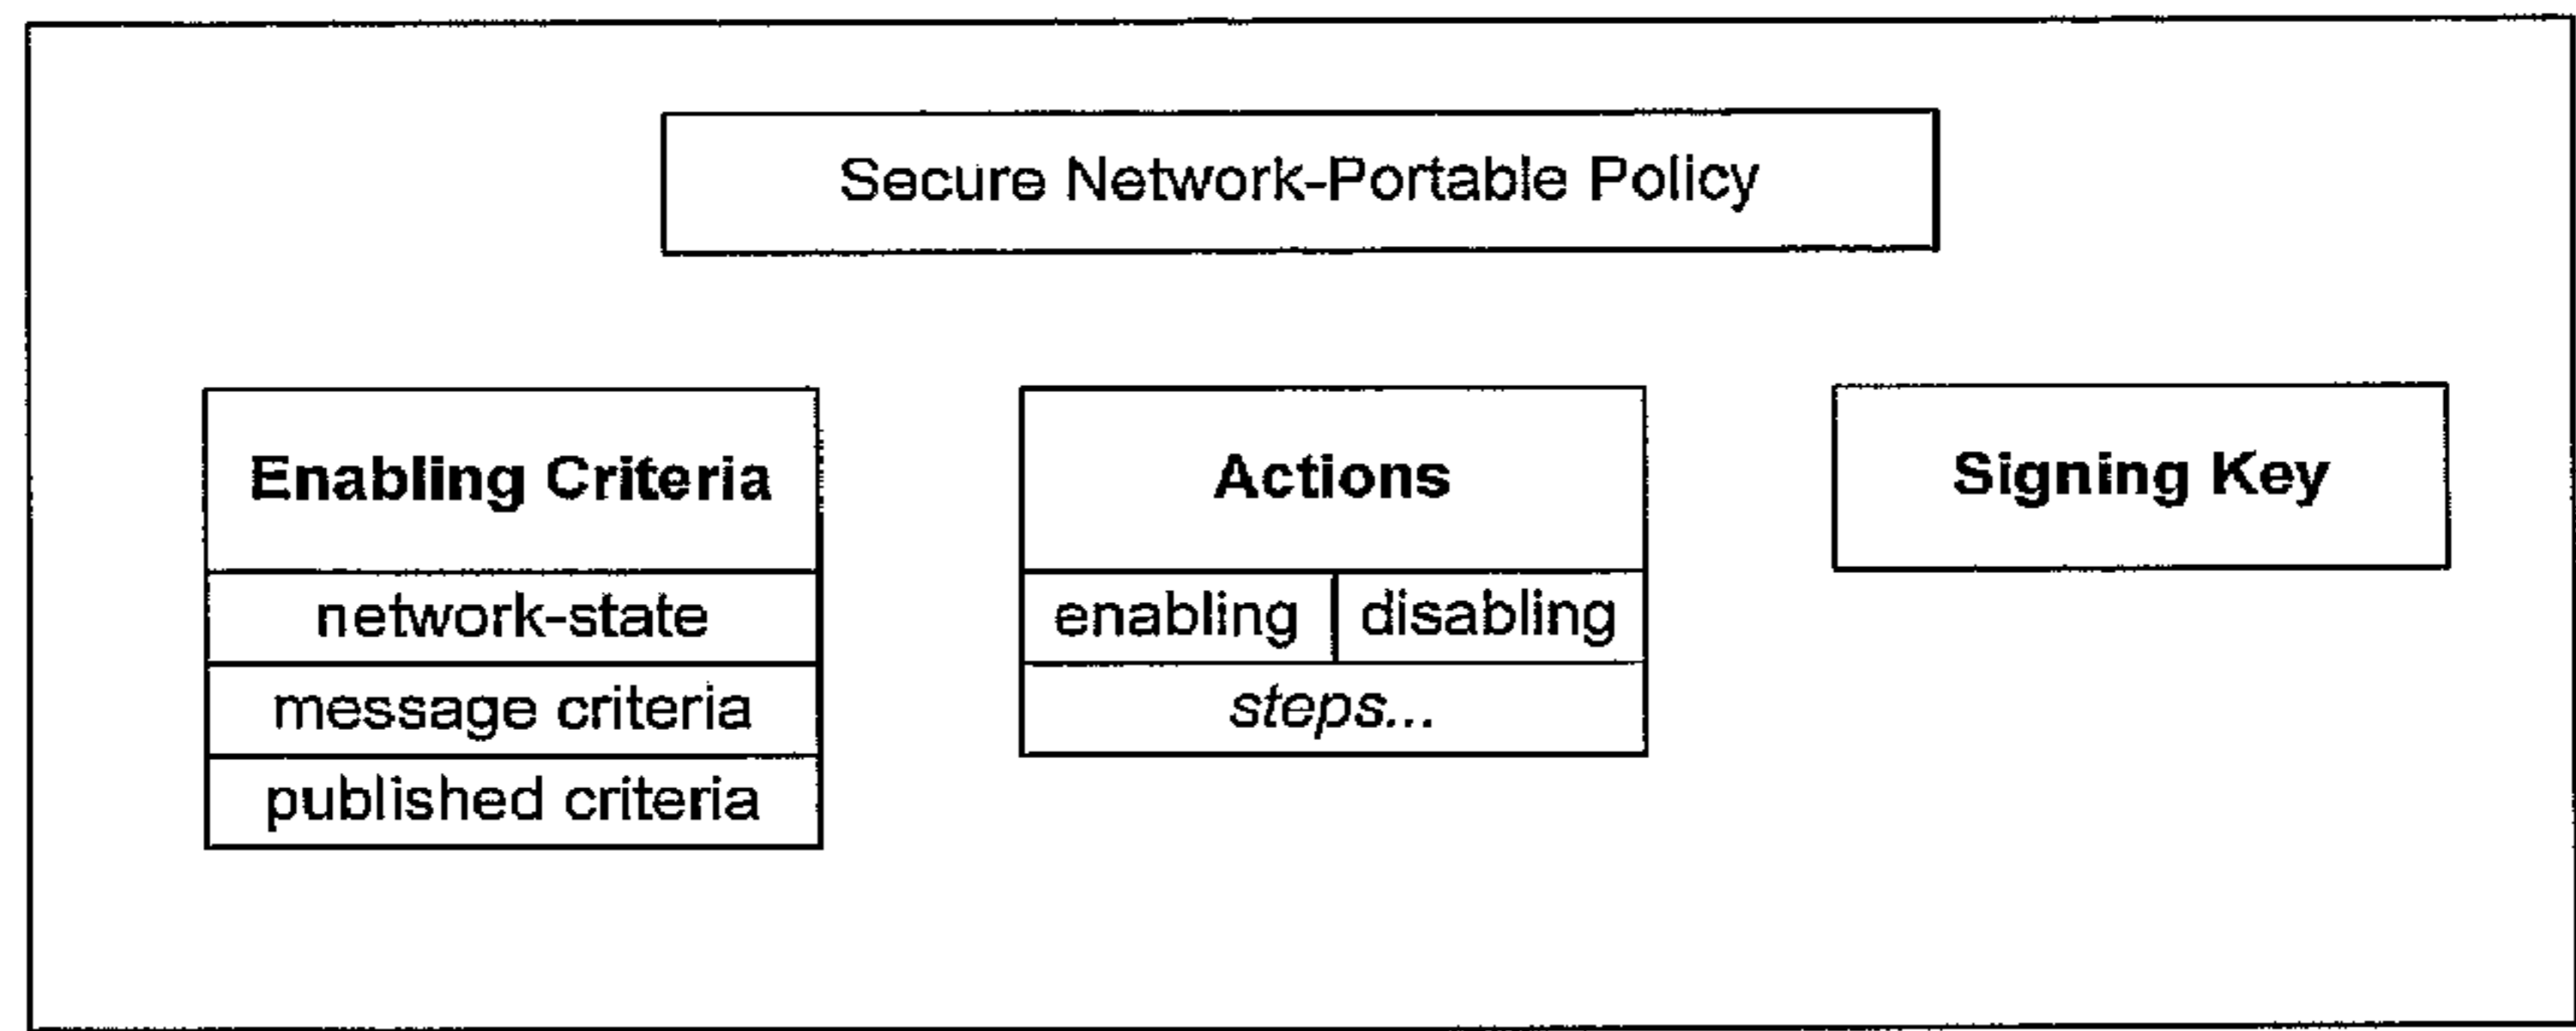 Secure Network-Portable Policy
Enabling Criteria
network-state
message criteria
published criteria
Actions
enabling
disabling
steps...
Signing Key